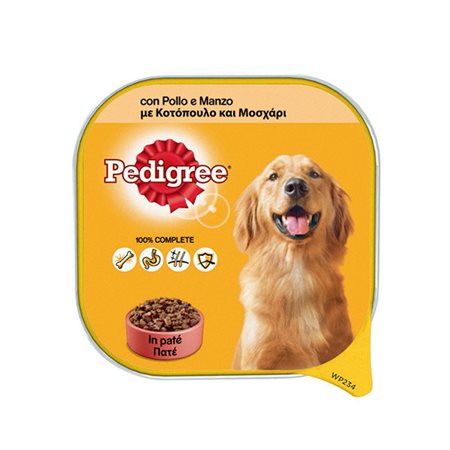 con Pollo e Manzo
με Κοτόπουλο και Μοσχάρι
Pedigree®
100% COMPLETE
In paté
Πατέ
WP234